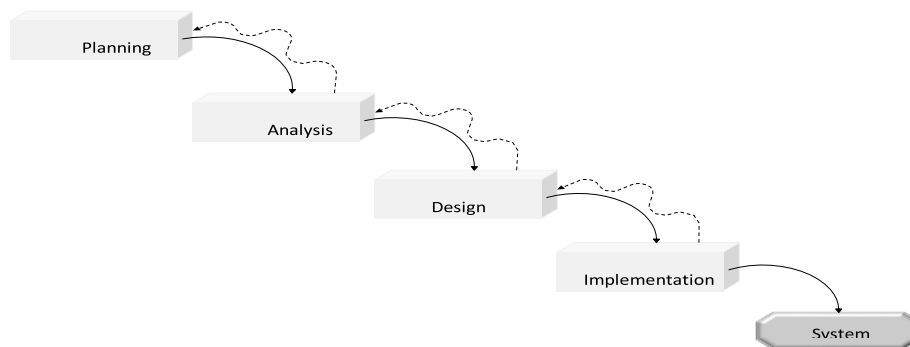 Planning
Analysis
Design
Implementation
System